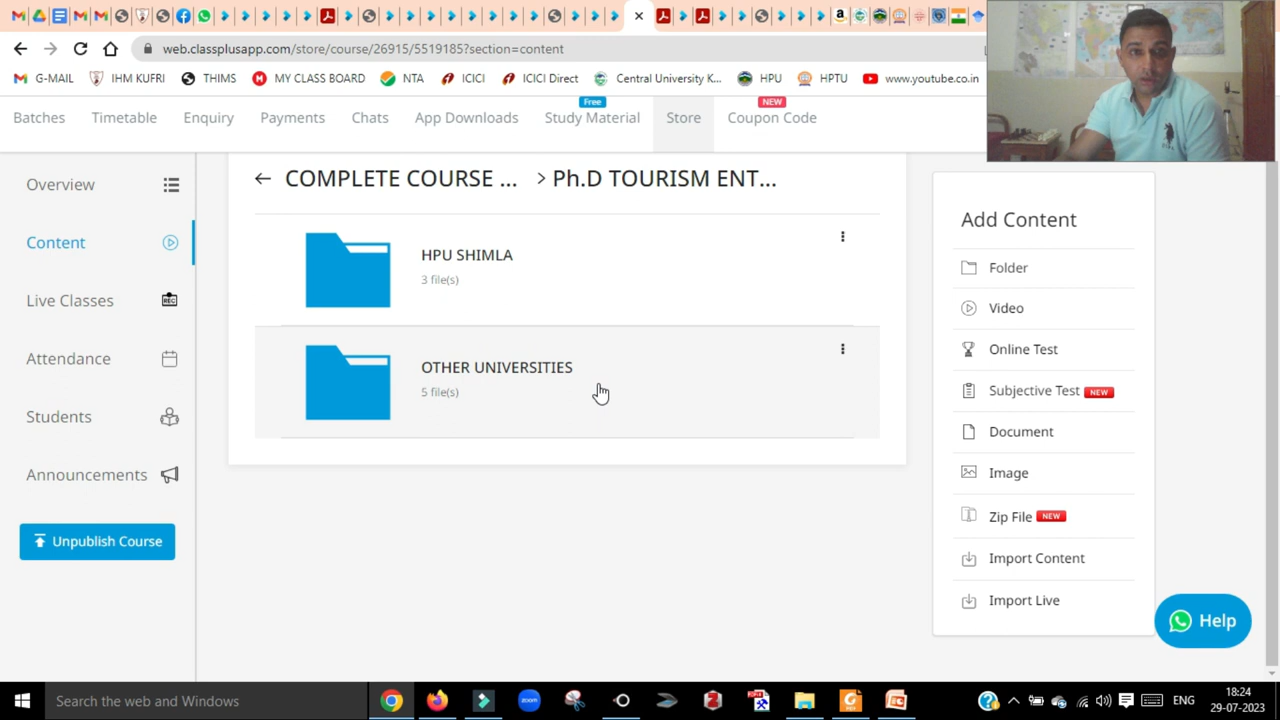 web.classplusapp.com/store/course/26915/5519185?section=content
G-MAIL IHM KUFRI THIMS MY CLASS BOARD NTA ICICI ICICI Direct Central University K... HPU HPTU www.youtube.co.in
Free
NEW
Batches Timetable Enquiry Payments Chats App Downloads Study Material Store Coupon Code
Overview
Content
Live Classes
REC
Attendance
Students
Announcements
Unpublish Course
COMPLETE COURSE ... > Ph.D TOURISM ENT...
HPU SHIMLA
3 file(s)
OTHER UNIVERSITIES
5 file(s)
Add Content
Folder
Video
Online Test
Subjective Test NEW
Document
Image
Zip File NEW
Import Content
Import Live
Help
Search the web and Windows
zoom
ENG
18:24
29-07-2023